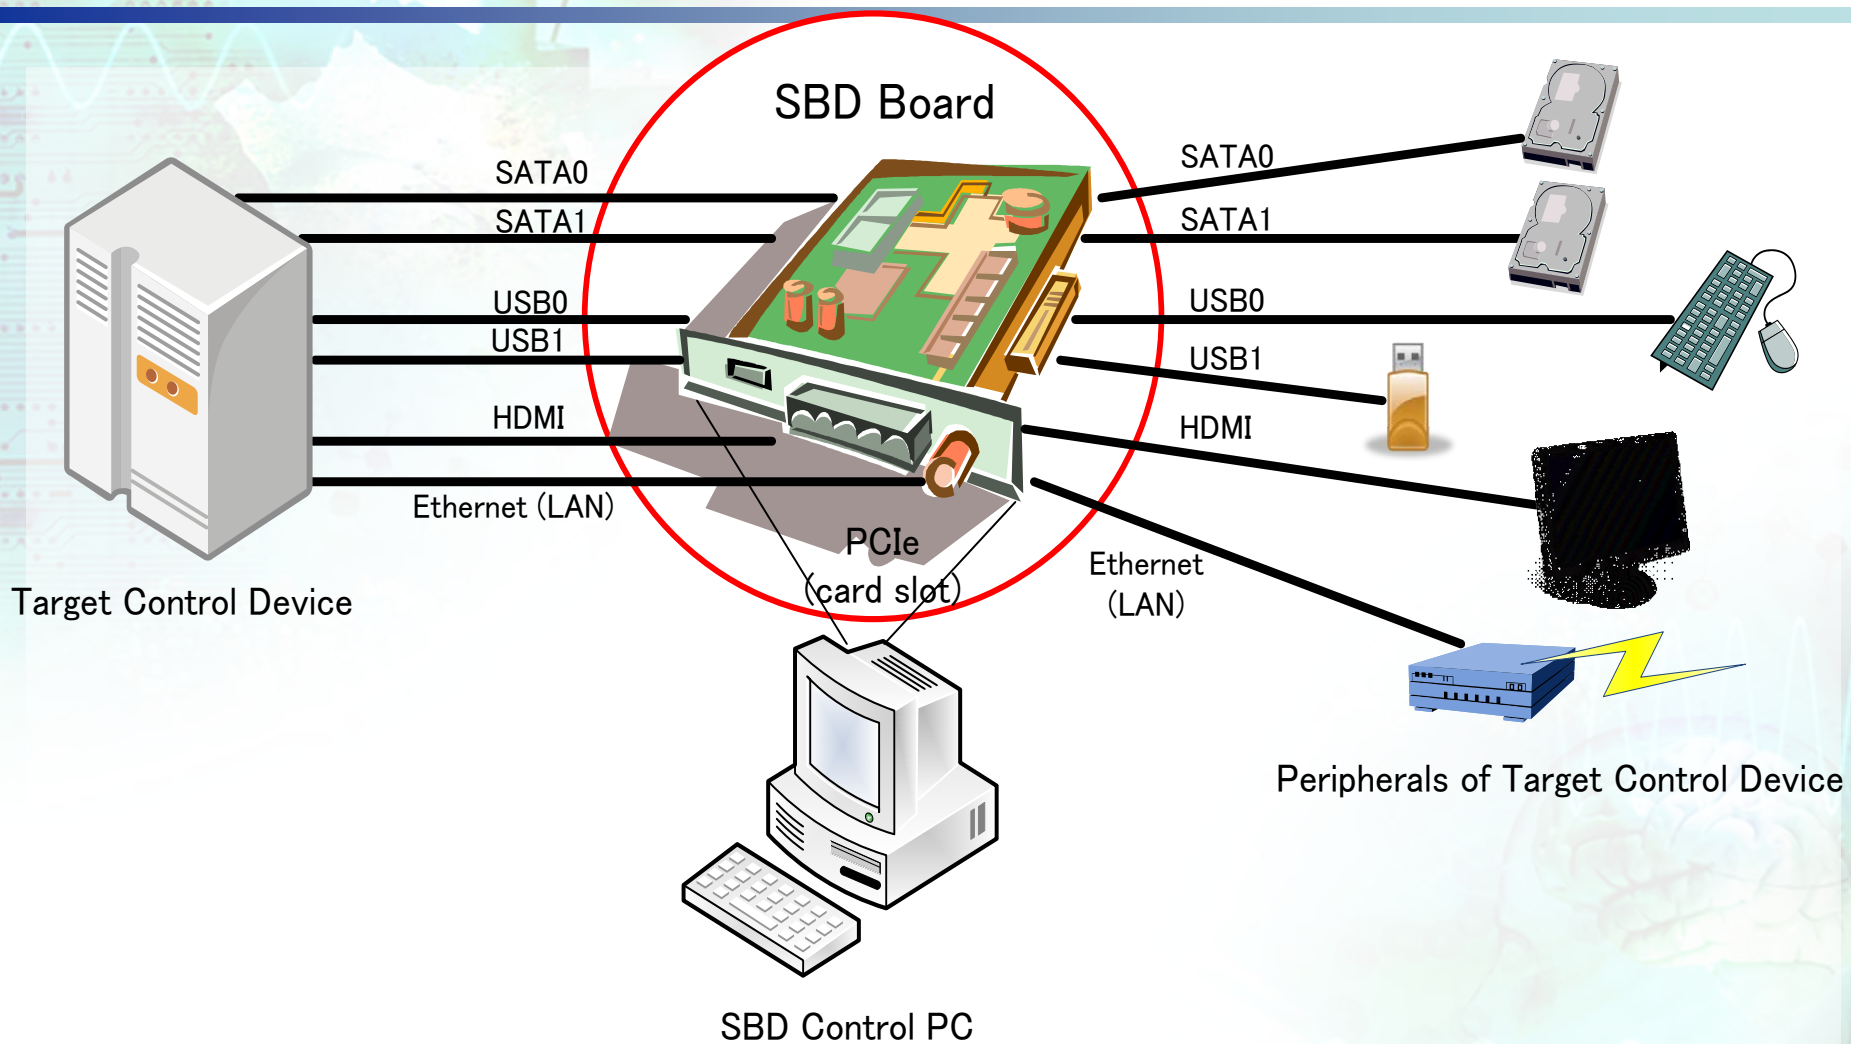 SBD Board
SATA0
SATA1
USB0
USB1
HDMI
Ethernet (LAN)
Target Control Device
PCIe
(card slot)
SATA0
SATA1
USB0
USB1
HDMI
Ethernet
(LAN)
Peripherals of Target Control Device
SBD Control PC